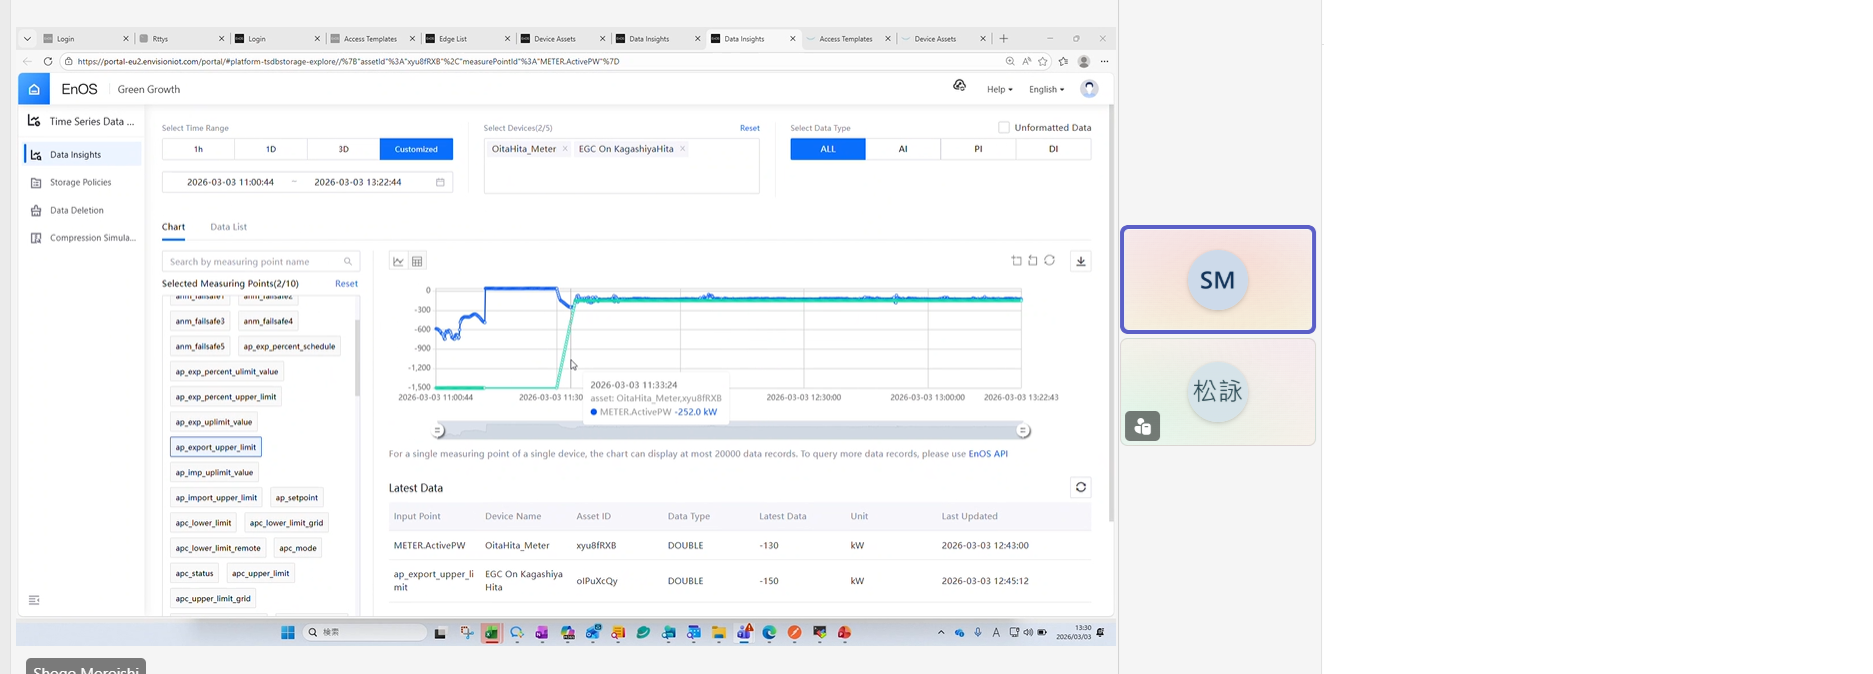 Login
Rttys
Login
Access Templates
Edge List
Device Assets
Data Insights
Data Insights
Access Templates
Device Assets
https://portal-eu2.envisioniot.com/portal/#platform-tsdbstorage-explore//%7B"assetId"%3A"xyu8fRXB"%2C"measurePointId"%3A"METER.ActivePW"%7D
EnOS
Green Growth
Help
English
Time Series Data ...
Data Insights
Storage Policies
Data Deletion
Compression Simula...
Select Time Range
1h
1D
3D
Customized
2026-03-03 11:00:44
~
2026-03-03 13:22:44
Select Devices(2/5)
Reset
OitaHita_Meter ×
EGC On KagashiyaHita ×
Select Data Type
Unformatted Data
ALL
AI
PI
DI
Chart
Data List
Search by measuring point name
Selected Measuring Points(2/10)
Reset
anm_failsafe1
anm_failsafe2
anm_failsafe3
anm_failsafe4
anm_failsafe5
ap_exp_percent_schedule
ap_exp_percent_ulimit_value
ap_exp_percent_upper_limit
ap_exp_uplimit_value
ap_export_upper_limit
ap_imp_uplimit_value
ap_import_upper_limit
ap_setpoint
apc_lower_limit
apc_lower_limit_grid
apc_lower_limit_remote
apc_mode
apc_status
apc_upper_limit
apc_upper_limit_grid
0
-300
-600
-900
-1,200
-1,500
2026-03-03 11:00:44
2026-03-03 11:30
2026-03-03 12:30:00
2026-03-03 13:00:00
2026-03-03 13:22:43
2026-03-03 11:33:24
asset: OitaHita_Meter,xyu8fRXB
METER.ActivePW -252.0 kW
For a single measuring point of a single device, the chart can display at most 20000 data records. To query more data records, please use EnOS API
Latest Data
Input Point
Device Name
Asset ID
Data Type
Latest Data
Unit
Last Updated
METER.ActivePW
OitaHita_Meter
xyu8fRXB
DOUBLE
-130
kW
2026-03-03 12:43:00
ap_export_upper_li
mit
EGC On Kagashiya
Hita
oIPuXcQy
DOUBLE
-150
kW
2026-03-03 12:45:12
検索
A
13:30
2026/03/03
SM
松詠
Shogo Moroishi